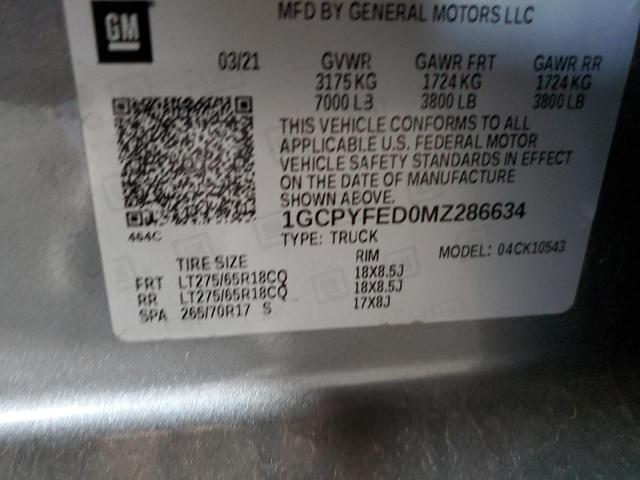 GM
MFD BY GENERAL MOTORS LLC
03/21 GVWR GAWR FRT GAWR RR
3175 KG 1724 KG 1724 KG
7000 LB 3800 LB 3800 LB
THIS VEHICLE CONFORMS TO ALL
APPLICABLE U.S. FEDERAL MOTOR
VEHICLE SAFETY STANDARDS IN EFFECT
ON THE DATE OF MANUFACTURE
SHOWN ABOVE.
1GCPYFED0MZ286634
464C TYPE: TRUCK MODEL: 04CK10543
TIRE SIZE RIM
FRT LT275/65R18CQ 18X8.5J
RR LT275/65R18CQ 18X8.5J
SPA 265/70R17 S 17X8J